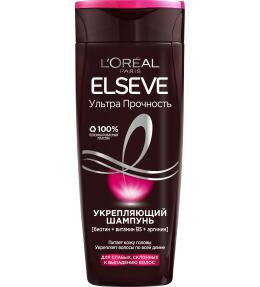 L'ORÉAL
PARIS
ELSEVE
Ультра Прочность
100%
УКРЕПЛЯЮЩИЙ
ШАМПУНЬ
[биотин + витамин B5 + аргинин]
Питает кожу головы
Укрепляет волосы по всей длине
ДЛЯ СЛАБЫХ, СКЛОННЫХ
К ВЫПАДЕНИЮ ВОЛОС